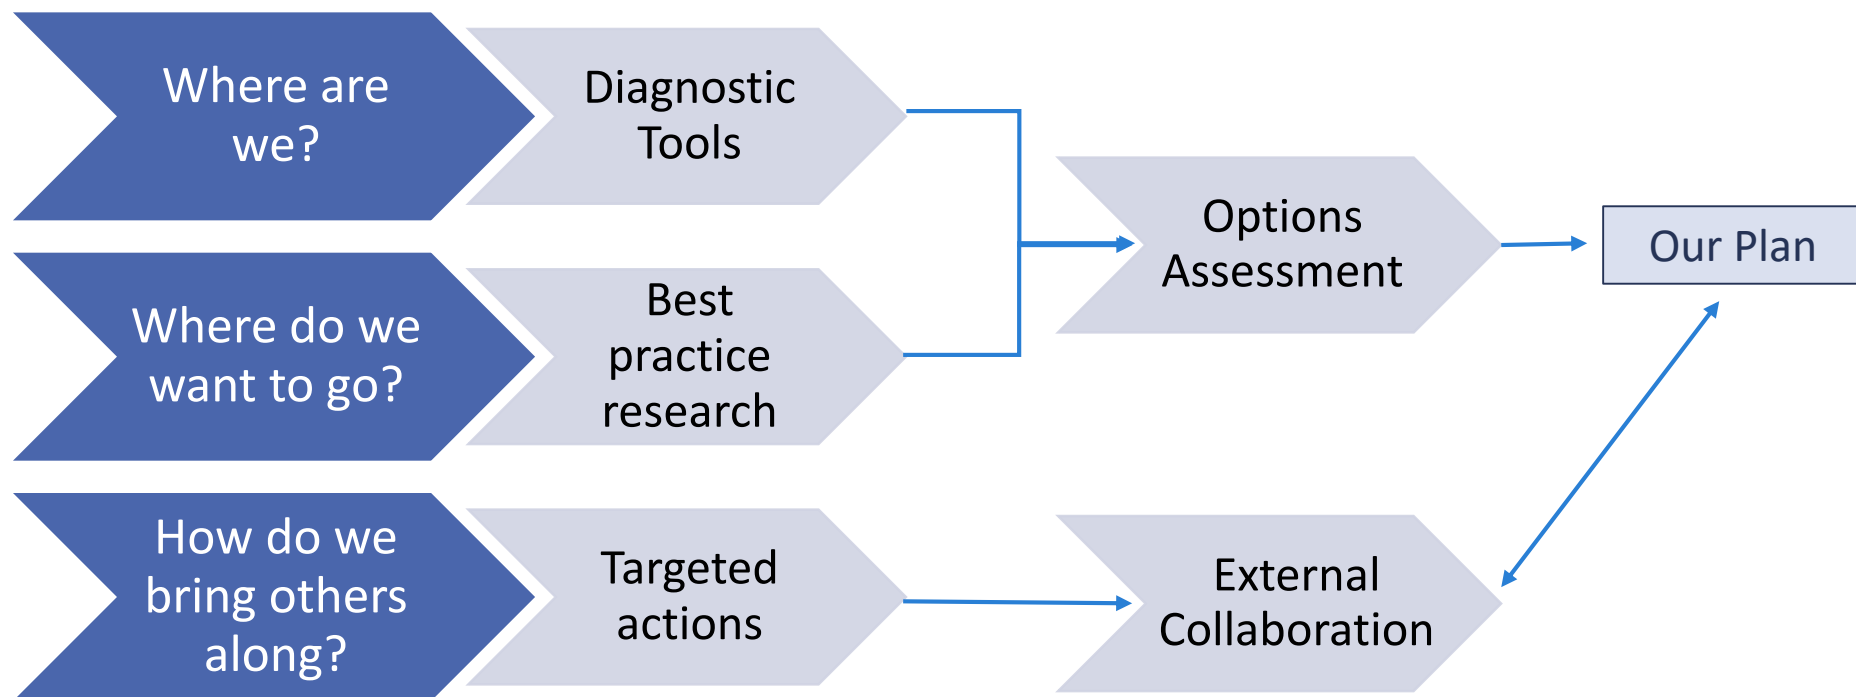 Where are
we?
Diagnostic
Tools
Where do we
want to go?
Best
practice
research
How do we
bring others
along?
Targeted
actions
Options
Assessment
External
Collaboration
Our Plan